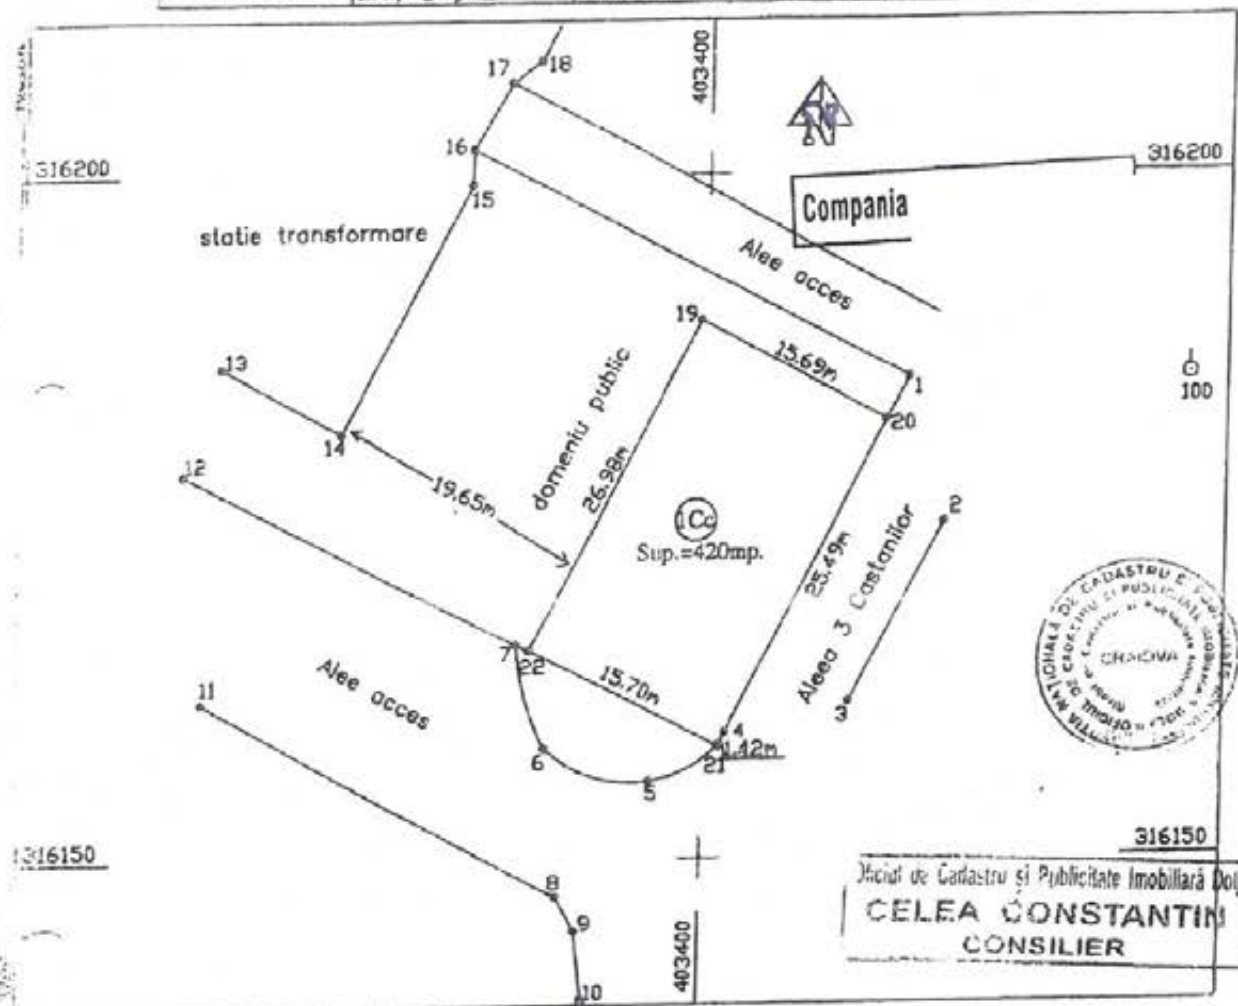 18
17
403400
N
16
316200
316200
15
Compania
statie transformare
Alee acces
19
15.69m
13
1
100
20
14
domeniu public
12
26.98m
19.65m
2
1Cc
Sup.=420mp.
25.49m
Aleea 3 Castanilor
7
22
15.70m
CRAIOVA
11
Alee acces
3
4
1.42m
21
6
5
316150
316150
8
Oficiul de Cadastru și Publicitate Imobiliară Dolj
CELEA CONSTANTIN
9
CONSILIER
403400
10